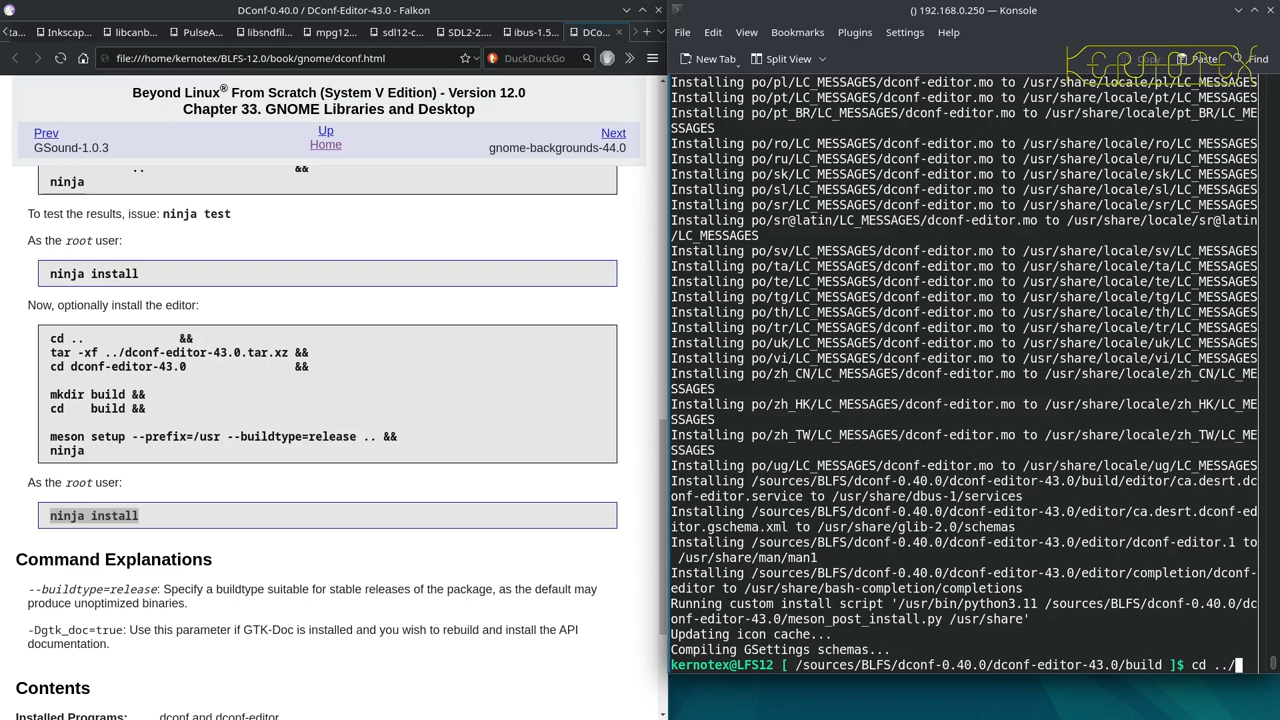 DConf-0.40.0 / DConf-Editor-43.0 - Falkon
ta... Inkscap... libcanb... PulseA... libsndfil... mpg12... sdl12-c... SDL2-2.... ibus-1.5... DCo...
file:///home/kernotex/BLFS-12.0/book/gnome/dconf.html
DuckDuckGo
Beyond Linux® From Scratch (System V Edition) - Version 12.0
Chapter 33. GNOME Libraries and Desktop
Prev Up Next
GSound-1.0.3 Home gnome-backgrounds-44.0
.. &&
ninja
To test the results, issue: ninja test
As the root user:
ninja install
Now, optionally install the editor:
cd .. &&
tar -xf ../dconf-editor-43.0.tar.xz &&
cd dconf-editor-43.0 &&
mkdir build &&
cd build &&
meson setup --prefix=/usr --buildtype=release .. &&
ninja
As the root user:
ninja install
Command Explanations
--buildtype=release: Specify a buildtype suitable for stable releases of the package, as the default may
produce unoptimized binaries.
-Dgtk_doc=true: Use this parameter if GTK-Doc is installed and you wish to rebuild and install the API
documentation.
Contents
Installed Programs: dconf and dconf-editor
() 192.168.0.250 — Konsole
File Edit View Bookmarks Plugins Settings Help
New Tab Split View Copy Paste Find
Kernotex
Installing po/pl/LC_MESSAGES/dconf-editor.mo to /usr/share/locale/pl/LC_MESSAGES
Installing po/pt/LC_MESSAGES/dconf-editor.mo to /usr/share/locale/pt/LC_MESSAGES
Installing po/pt_BR/LC_MESSAGES/dconf-editor.mo to /usr/share/locale/pt_BR/LC_ME
SSAGES
Installing po/ro/LC_MESSAGES/dconf-editor.mo to /usr/share/locale/ro/LC_MESSAGES
Installing po/ru/LC_MESSAGES/dconf-editor.mo to /usr/share/locale/ru/LC_MESSAGES
Installing po/sk/LC_MESSAGES/dconf-editor.mo to /usr/share/locale/sk/LC_MESSAGES
Installing po/sl/LC_MESSAGES/dconf-editor.mo to /usr/share/locale/sl/LC_MESSAGES
Installing po/sr/LC_MESSAGES/dconf-editor.mo to /usr/share/locale/sr/LC_MESSAGES
Installing po/sr@latin/LC_MESSAGES/dconf-editor.mo to /usr/share/locale/sr@latin
/LC_MESSAGES
Installing po/sv/LC_MESSAGES/dconf-editor.mo to /usr/share/locale/sv/LC_MESSAGES
Installing po/ta/LC_MESSAGES/dconf-editor.mo to /usr/share/locale/ta/LC_MESSAGES
Installing po/te/LC_MESSAGES/dconf-editor.mo to /usr/share/locale/te/LC_MESSAGES
Installing po/tg/LC_MESSAGES/dconf-editor.mo to /usr/share/locale/tg/LC_MESSAGES
Installing po/th/LC_MESSAGES/dconf-editor.mo to /usr/share/locale/th/LC_MESSAGES
Installing po/tr/LC_MESSAGES/dconf-editor.mo to /usr/share/locale/tr/LC_MESSAGES
Installing po/uk/LC_MESSAGES/dconf-editor.mo to /usr/share/locale/uk/LC_MESSAGES
Installing po/vi/LC_MESSAGES/dconf-editor.mo to /usr/share/locale/vi/LC_MESSAGES
Installing po/zh_CN/LC_MESSAGES/dconf-editor.mo to /usr/share/locale/zh_CN/LC_ME
SSAGES
Installing po/zh_HK/LC_MESSAGES/dconf-editor.mo to /usr/share/locale/zh_HK/LC_ME
SSAGES
Installing po/zh_TW/LC_MESSAGES/dconf-editor.mo to /usr/share/locale/zh_TW/LC_ME
SSAGES
Installing po/ug/LC_MESSAGES/dconf-editor.mo to /usr/share/locale/ug/LC_MESSAGES
Installing /sources/BLFS/dconf-0.40.0/dconf-editor-43.0/build/editor/ca.desrt.dc
onf-editor.service to /usr/share/dbus-1/services
Installing /sources/BLFS/dconf-0.40.0/dconf-editor-43.0/editor/ca.desrt.dconf-ed
itor.gschema.xml to /usr/share/glib-2.0/schemas
Installing /sources/BLFS/dconf-0.40.0/dconf-editor-43.0/editor/dconf-editor.1 to
/usr/share/man/man1
Installing /sources/BLFS/dconf-0.40.0/dconf-editor-43.0/editor/completion/dconf-
editor to /usr/share/bash-completion/completions
Running custom install script '/usr/bin/python3.11 /sources/BLFS/dconf-0.40.0/dc
onf-editor-43.0/meson_post_install.py /usr/share'
Updating icon cache...
Compiling GSettings schemas...
kernotex@LFS12 [ /sources/BLFS/dconf-0.40.0/dconf-editor-43.0/build ]$ cd ../